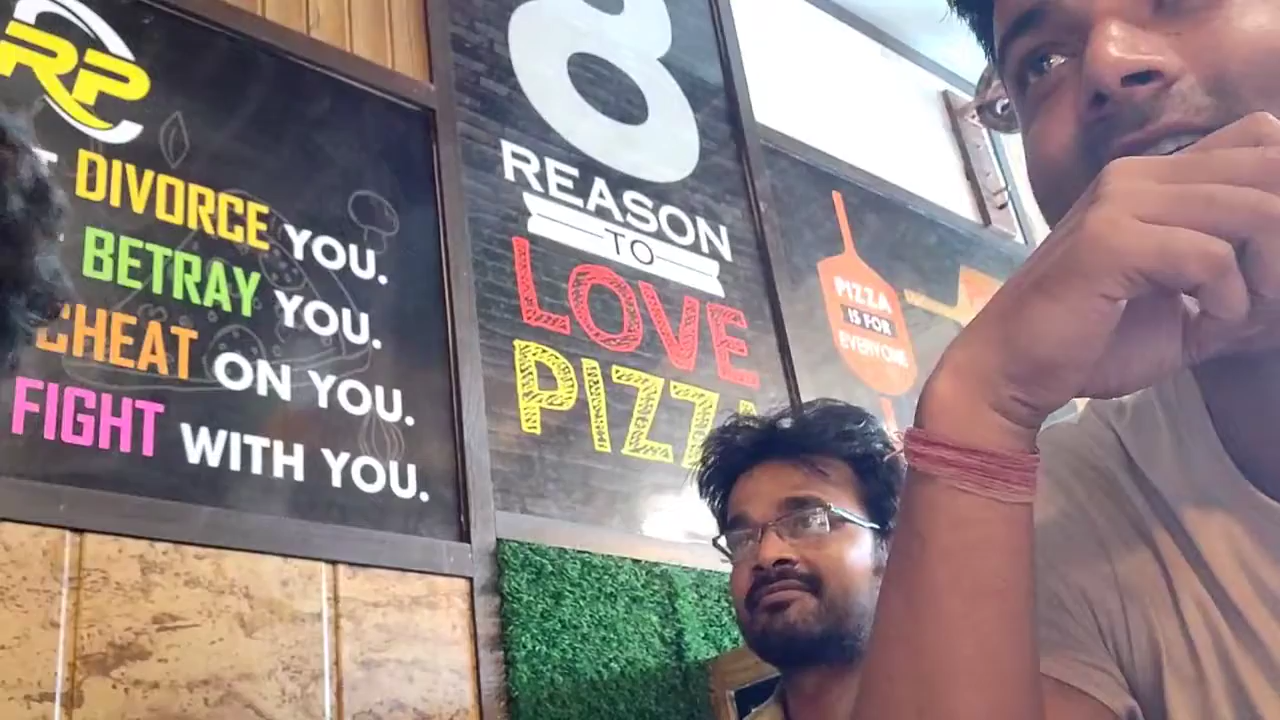 RP
DIVORCE YOU.
BETRAY YOU.
CHEAT ON YOU.
FIGHT WITH YOU.
8
REASON
TO
LOVE
PIZZA
PIZZA
IS FOR
EVERYONE